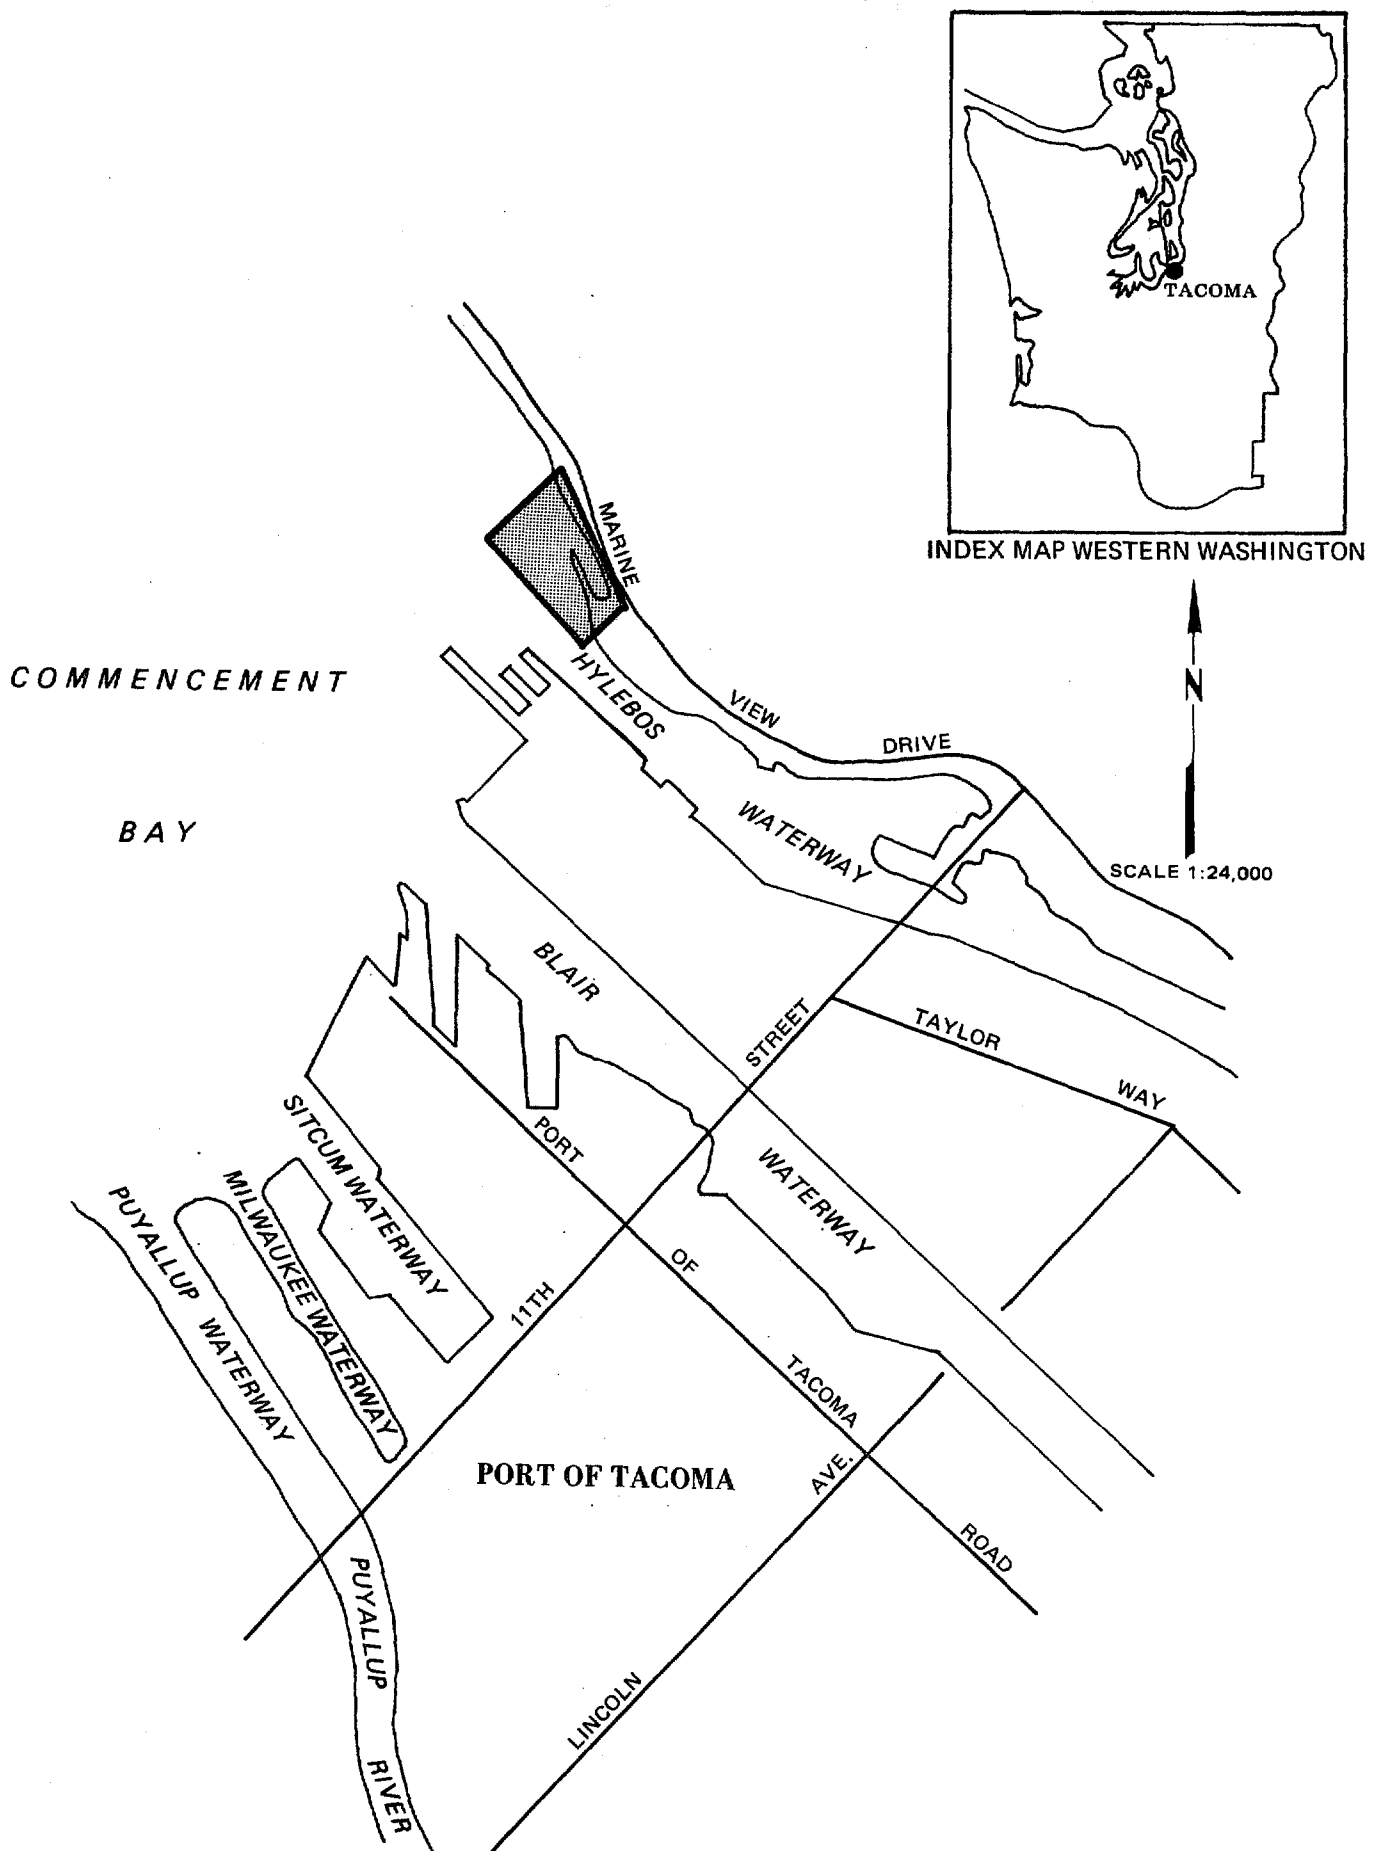 TACOMA
INDEX MAP WESTERN WASHINGTON
N
SCALE 1:24,000
MARINE
VIEW
DRIVE
COMMENCEMENT
BAY
HYLEBOS
WATERWAY
BLAIR
WATERWAY
STREET
11TH
TAYLOR
WAY
PORT
OF
TACOMA
ROAD
SITCUM WATERWAY
MILWAUKEE WATERWAY
PUYALLUP WATERWAY
PORT OF TACOMA
AVE.
LINCOLN
PUYALLUP
RIVER